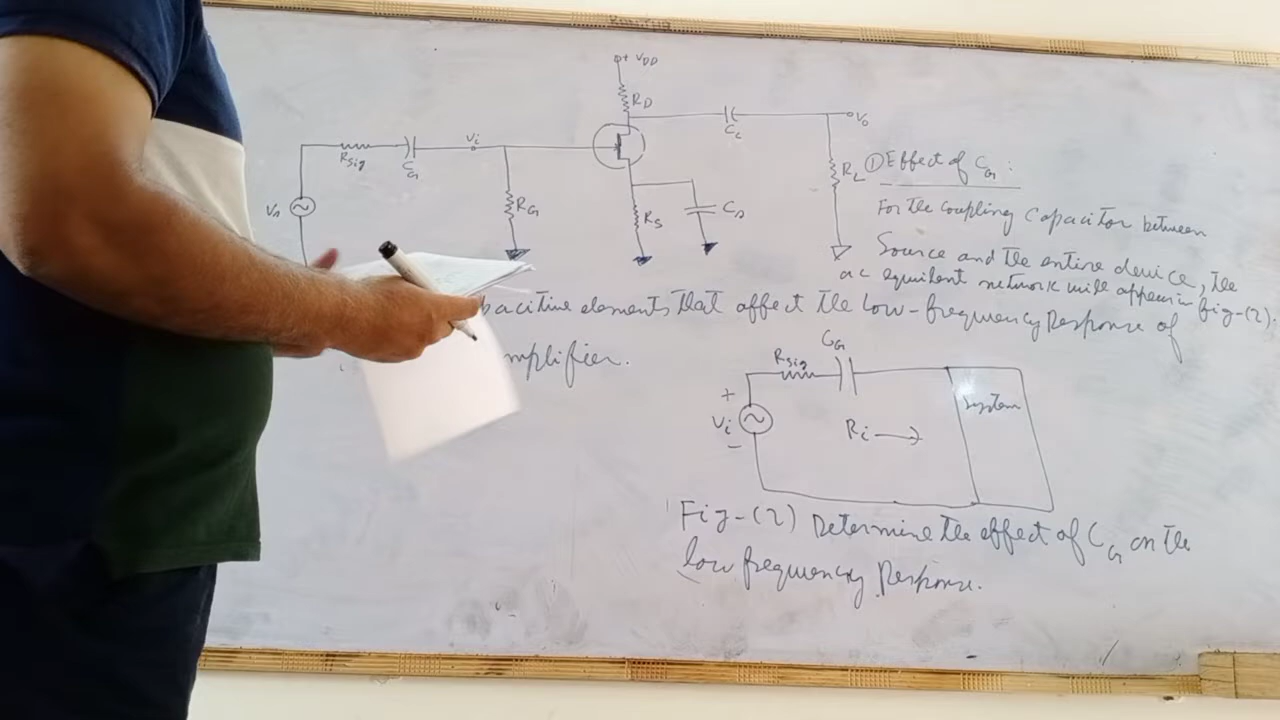 + VDD
RD
CC
Vo
Rsig
CG
Vi
RG
RS
CS
RL
Vs
① Effect of CG :
For the coupling Capacitor between
Source and the entire device, the
ac equilent network will appear in fig-(2).
pacitive elements that affect the low-frequency Response of
mplifier.
Rsig
CG
+
Vi
-
Ri →
system
Fig-(2) Determine the effect of CG on the
low frequency Response.